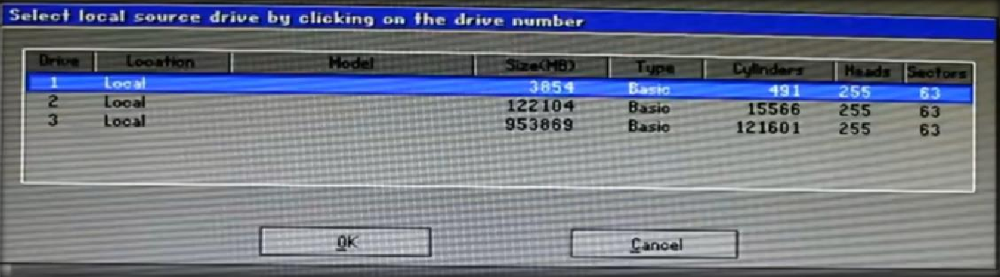 Select local source drive by clicking on the drive number
Drive Location Model Size(MB) Type Cylinders Heads Sectors
1 Local 3854 Basic 491 255 63
2 Local 122104 Basic 15566 255 63
3 Local 953869 Basic 121601 255 63
OK Cancel